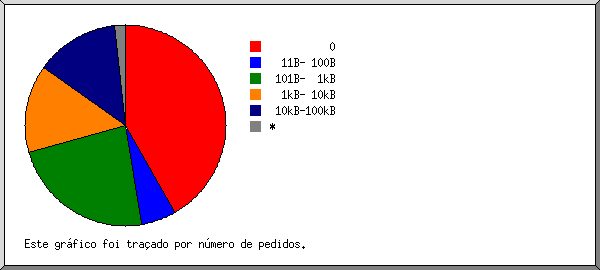 0
11B- 100B
101B- 1kB
1kB- 10kB
10kB-100kB
*
Este gráfico foi traçado por número de pedidos.